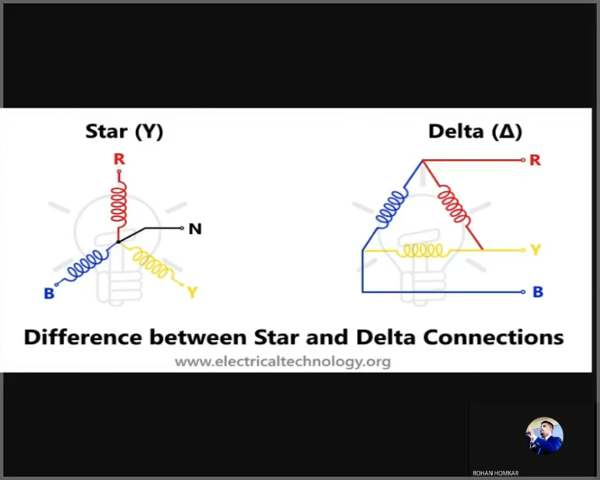 Star (Y)
Delta (Δ)
R
N
B
Y
R
Y
B
Difference between Star and Delta Connections
www.electricaltechnology.org
ROHAN HOMKAR